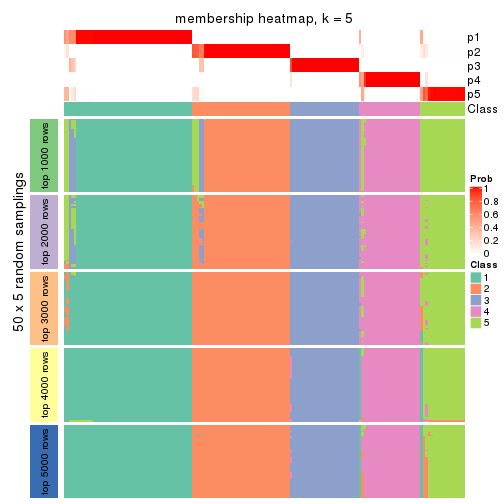 membership heatmap, k = 5
p1
p2
p3
p4
p5
Class
50 x 5 random samplings
top 1000 rows
top 2000 rows
top 3000 rows
top 4000 rows
top 5000 rows
Prob
1
0.8
0.6
0.4
0.2
0
Class
1
2
3
4
5